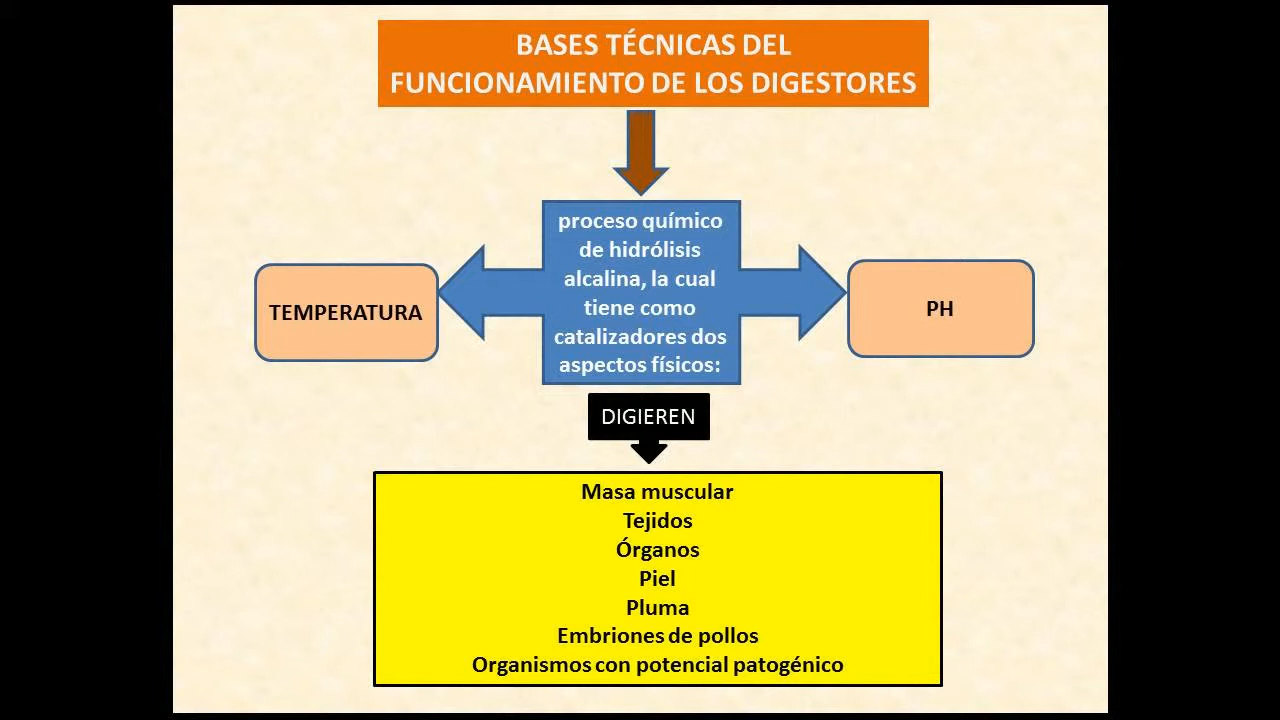 BASES TÉCNICAS DEL
FUNCIONAMIENTO DE LOS DIGESTORES
proceso químico
de hidrólisis
alcalina, la cual
tiene como
catalizadores dos
aspectos físicos:
TEMPERATURA
PH
DIGIEREN
Masa muscular
Tejidos
Órganos
Piel
Pluma
Embriones de pollos
Organismos con potencial patogénico